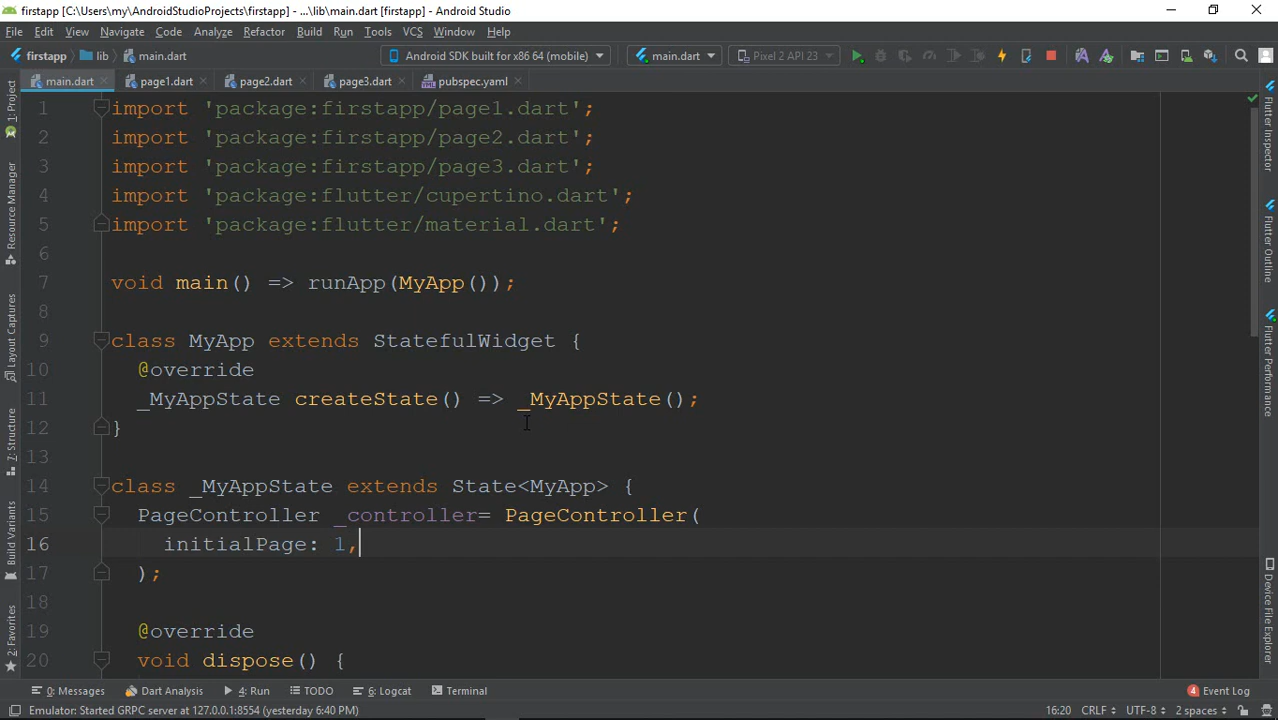 firstapp [C:\Users\my\AndroidStudioProjects\firstapp] - ...\lib\main.dart [firstapp] - Android Studio
File Edit View Navigate Code Analyze Refactor Build Run Tools VCS Window Help
firstapp lib main.dart Android SDK built for x86 64 (mobile) main.dart Pixel 2 API 23
main.dart page1.dart page2.dart page3.dart pubspec.yaml
1 import 'package:firstapp/page1.dart';
2 import 'package:firstapp/page2.dart';
3 import 'package:firstapp/page3.dart';
4 import 'package:flutter/cupertino.dart';
5 import 'package:flutter/material.dart';
6
7 void main() => runApp(MyApp());
8
9 class MyApp extends StatefulWidget {
10 @override
11 _MyAppState createState() => _MyAppState();
12 }
13
14 class _MyAppState extends State<MyApp> {
15 PageController _controller= PageController(
16 initialPage: 1,
17 );
18
19 @override
20 void dispose() {
1: Project
Resource Manager
Layout Captures
7: Structure
Build Variants
2: Favorites
Flutter Inspector
Flutter Outline
Flutter Performance
Device File Explorer
0: Messages Dart Analysis 4: Run TODO 6: Logcat Terminal 4 Event Log
Emulator: Started GRPC server at 127.0.0.1:8554 (yesterday 6:40 PM) 16:20 CRLF UTF-8 2 spaces